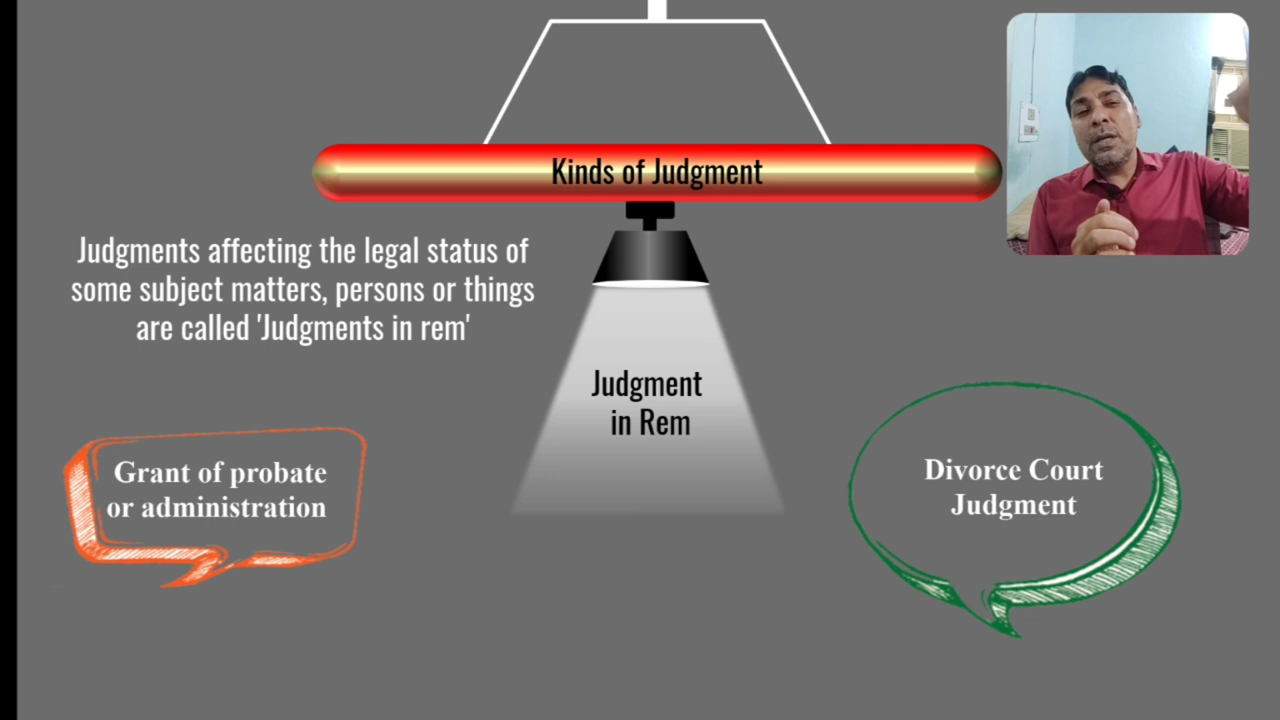 Kinds of Judgment
Judgments affecting the legal status of
some subject matters, persons or things
are called 'Judgments in rem'
Judgment
in Rem
Grant of probate
or administration
Divorce Court
Judgment